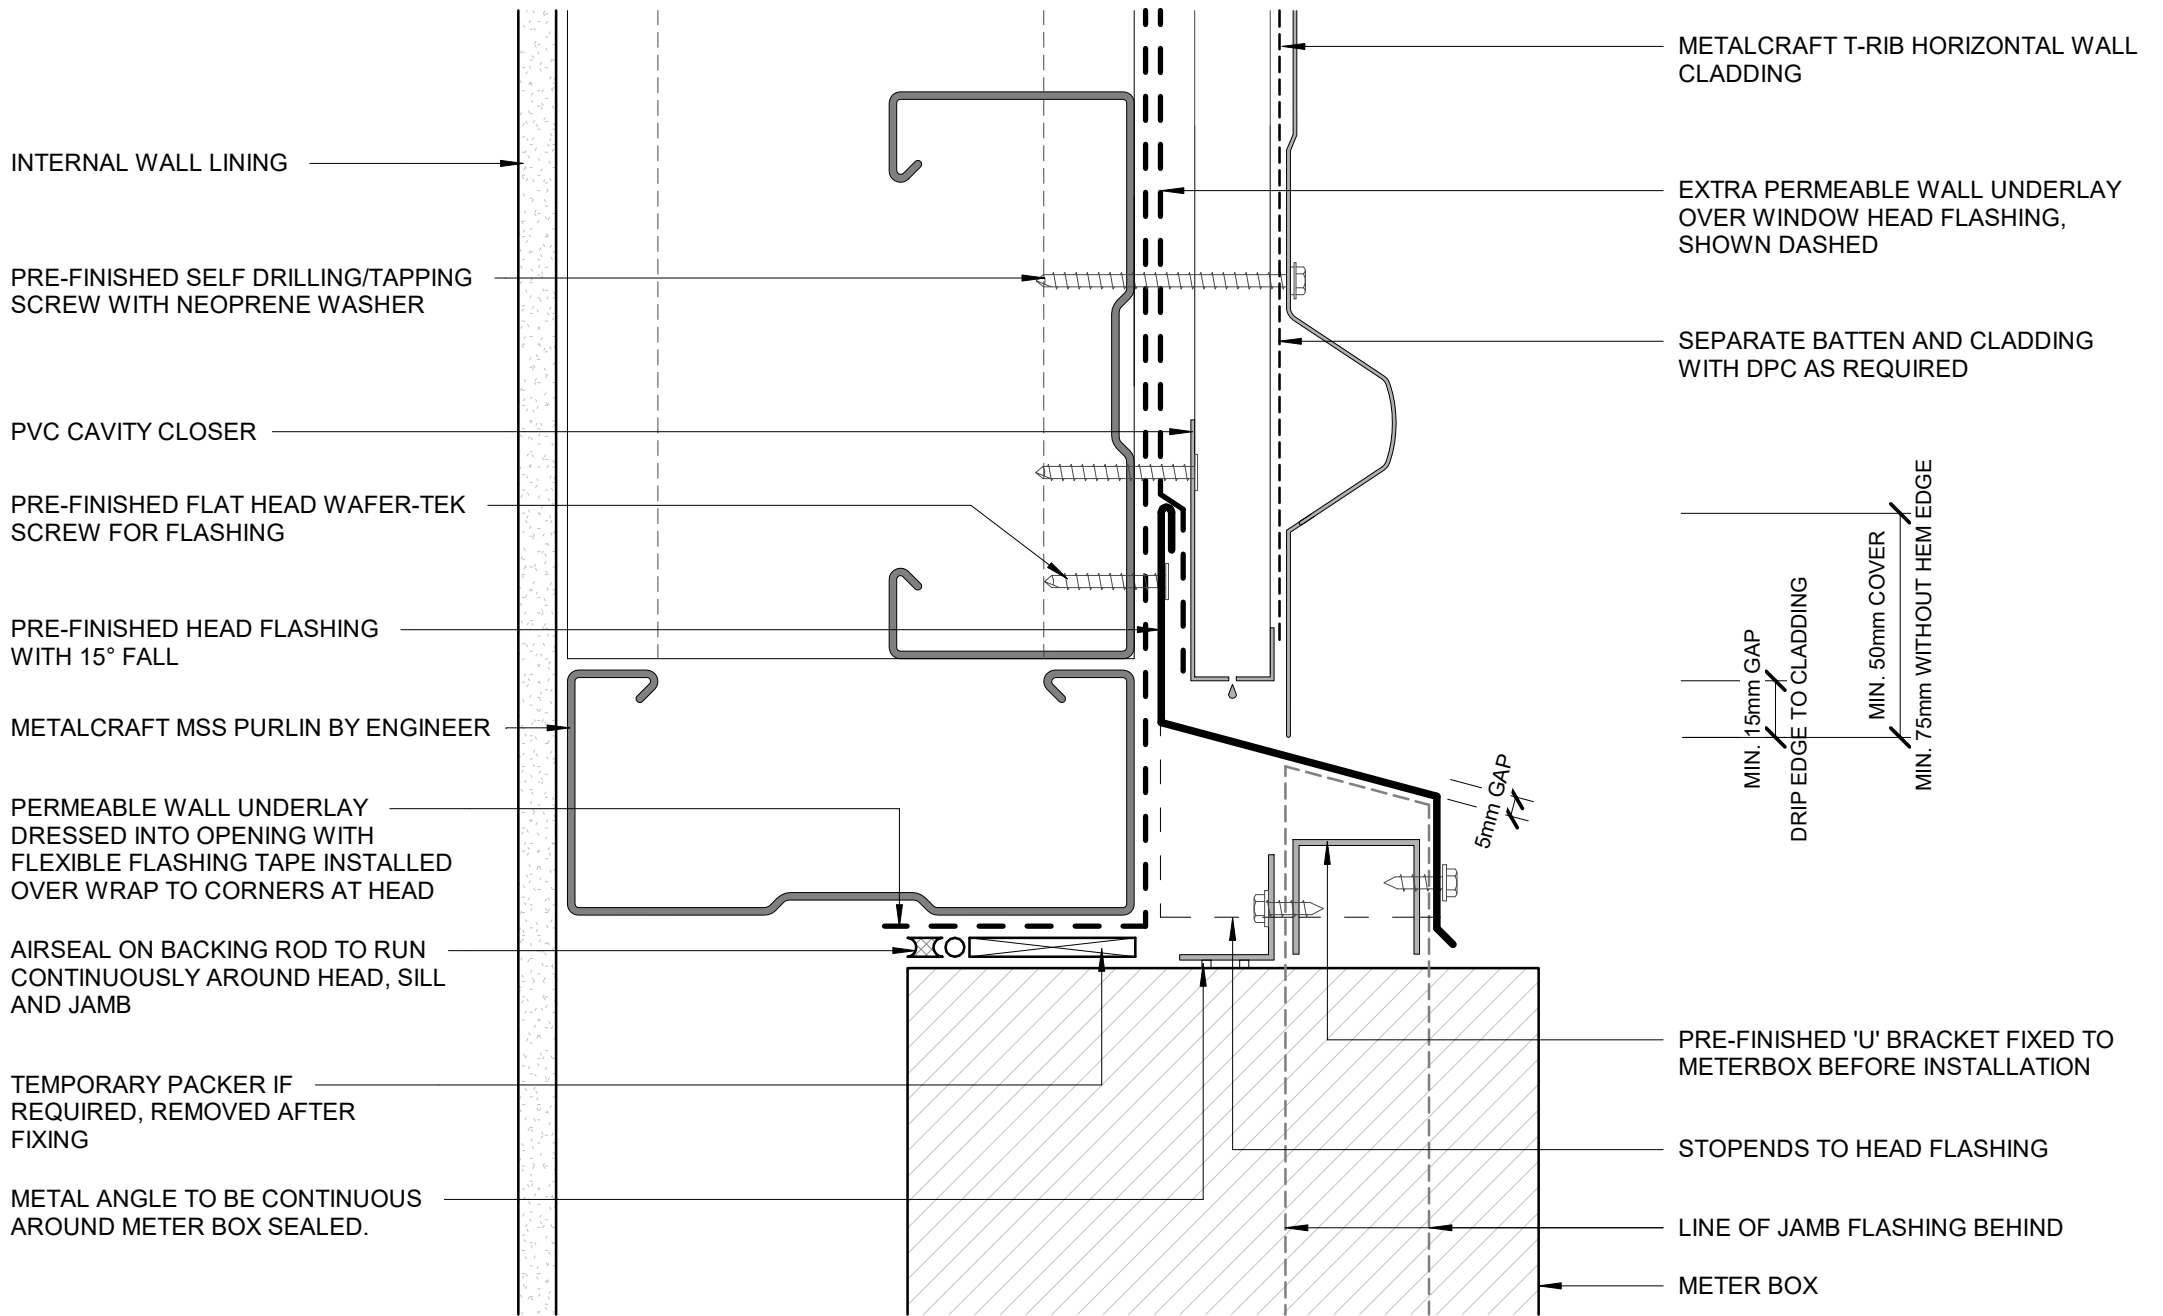 INTERNAL WALL LINING
PRE-FINISHED SELF DRILLING/TAPPING
SCREW WITH NEOPRENE WASHER
PVC CAVITY CLOSER
PRE-FINISHED FLAT HEAD WAFER-TEK
SCREW FOR FLASHING
PRE-FINISHED HEAD FLASHING
WITH 15° FALL
METALCRAFT MSS PURLIN BY ENGINEER
PERMEABLE WALL UNDERLAY
DRESSED INTO OPENING WITH
FLEXIBLE FLASHING TAPE INSTALLED
OVER WRAP TO CORNERS AT HEAD
AIRSEAL ON BACKING ROD TO RUN
CONTINUOUSLY AROUND HEAD, SILL
AND JAMB
TEMPORARY PACKER IF
REQUIRED, REMOVED AFTER
FIXING
METAL ANGLE TO BE CONTINUOUS
AROUND METER BOX SEALED.
METALCRAFT T-RIB HORIZONTAL WALL
CLADDING
EXTRA PERMEABLE WALL UNDERLAY
OVER WINDOW HEAD FLASHING,
SHOWN DASHED
SEPARATE BATTEN AND CLADDING
WITH DPC AS REQUIRED
5mm GAP
MIN. 15mm GAP
DRIP EDGE TO CLADDING
MIN. 50mm COVER
MIN. 75mm WITHOUT HEM EDGE
PRE-FINISHED 'U' BRACKET FIXED TO
METERBOX BEFORE INSTALLATION
STOPENDS TO HEAD FLASHING
LINE OF JAMB FLASHING BEHIND
METER BOX